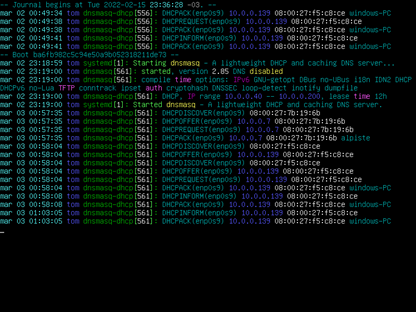 -- Journal begins at Tue 2022-02-15 23:36:28 -03. --
mar 02 00:49:34 tom dnsmasq-dhcp[556]: DHCPACK(enp0s9) 10.0.0.139 08:00:27:f5:c8:ce windows-PC
mar 02 00:49:38 tom dnsmasq-dhcp[556]: DHCPREQUEST(enp0s9) 10.0.0.139 08:00:27:f5:c8:ce
mar 02 00:49:38 tom dnsmasq-dhcp[556]: DHCPACK(enp0s9) 10.0.0.139 08:00:27:f5:c8:ce windows-PC
mar 02 00:49:41 tom dnsmasq-dhcp[556]: DHCPINFORM(enp0s9) 10.0.0.139 08:00:27:f5:c8:ce
mar 02 00:49:41 tom dnsmasq-dhcp[556]: DHCPACK(enp0s9) 10.0.0.139 08:00:27:f5:c8:ce windows-PC
-- Boot --
mar 02 23:18:59 tom systemd[1]: Starting dnsmasq - A lightweight DHCP and caching DNS server...
mar 02 23:19:00 tom dnsmasq[561]: started, version 2.85 DNS disabled
mar 02 23:19:00 tom dnsmasq[561]: compile time options: IPv6 GNU-getopt DBus no-UBus i18n IDN2 DHCP DHCPv6 no-Lua TFTP conntrack ipset auth cryptohash DNSSEC loop-detect inotify dumpfile
mar 02 23:19:00 tom dnsmasq-dhcp[561]: DHCP, IP range 10.0.0.40 -- 10.0.0.200, lease time 12h
mar 02 23:19:00 tom systemd[1]: Started dnsmasq - A lightweight DHCP and caching DNS server.
mar 03 00:57:35 tom dnsmasq-dhcp[561]: DHCPDISCOVER(enp0s9) 08:00:27:7b:19:6b
mar 03 00:57:35 tom dnsmasq-dhcp[561]: DHCPOFFER(enp0s9) 10.0.0.7 08:00:27:7b:19:6b
mar 03 00:57:35 tom dnsmasq-dhcp[561]: DHCPREQUEST(enp0s9) 10.0.0.7 08:00:27:7b:19:6b
mar 03 00:57:35 tom dnsmasq-dhcp[561]: DHCPACK(enp0s9) 10.0.0.7 08:00:27:7b:19:6b alpiste
mar 03 00:58:04 tom dnsmasq-dhcp[561]: DHCPDISCOVER(enp0s9) 08:00:27:f5:c8:ce
mar 03 00:58:04 tom dnsmasq-dhcp[561]: DHCPOFFER(enp0s9) 10.0.0.139 08:00:27:f5:c8:ce
mar 03 00:58:04 tom dnsmasq-dhcp[561]: DHCPDISCOVER(enp0s9) 08:00:27:f5:c8:ce
mar 03 00:58:04 tom dnsmasq-dhcp[561]: DHCPOFFER(enp0s9) 10.0.0.139 08:00:27:f5:c8:ce
mar 03 00:58:04 tom dnsmasq-dhcp[561]: DHCPREQUEST(enp0s9) 10.0.0.139 08:00:27:f5:c8:ce
mar 03 00:58:04 tom dnsmasq-dhcp[561]: DHCPACK(enp0s9) 10.0.0.139 08:00:27:f5:c8:ce windows-PC
mar 03 00:58:08 tom dnsmasq-dhcp[561]: DHCPINFORM(enp0s9) 10.0.0.139 08:00:27:f5:c8:ce
mar 03 00:58:08 tom dnsmasq-dhcp[561]: DHCPACK(enp0s9) 10.0.0.139 08:00:27:f5:c8:ce windows-PC
mar 03 01:03:05 tom dnsmasq-dhcp[561]: DHCPINFORM(enp0s9) 10.0.0.139 08:00:27:f5:c8:ce
mar 03 01:03:05 tom dnsmasq-dhcp[561]: DHCPACK(enp0s9) 10.0.0.139 08:00:27:f5:c8:ce windows-PC